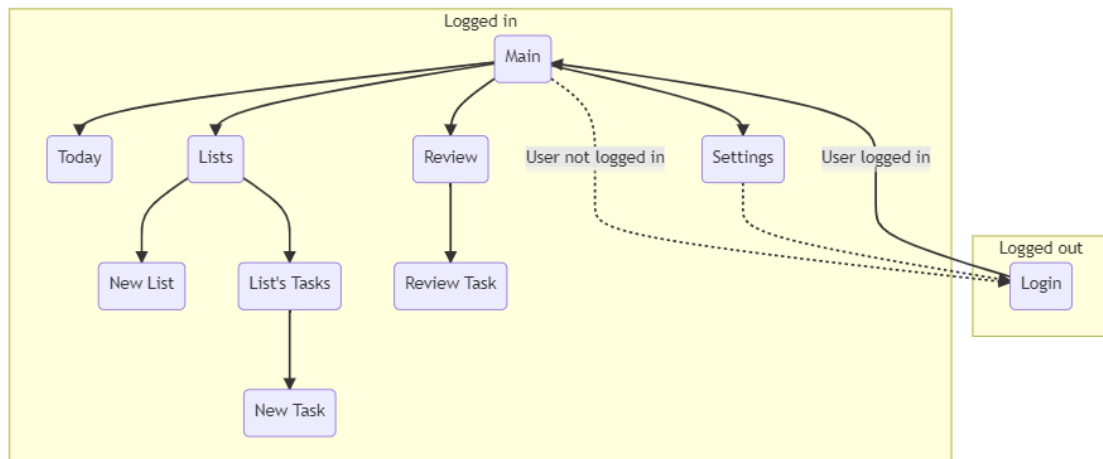 Logged in
Main
Today
Lists
Review
User not logged in
Settings
User logged in
Logged out
New List
List's Tasks
Review Task
Login
New Task